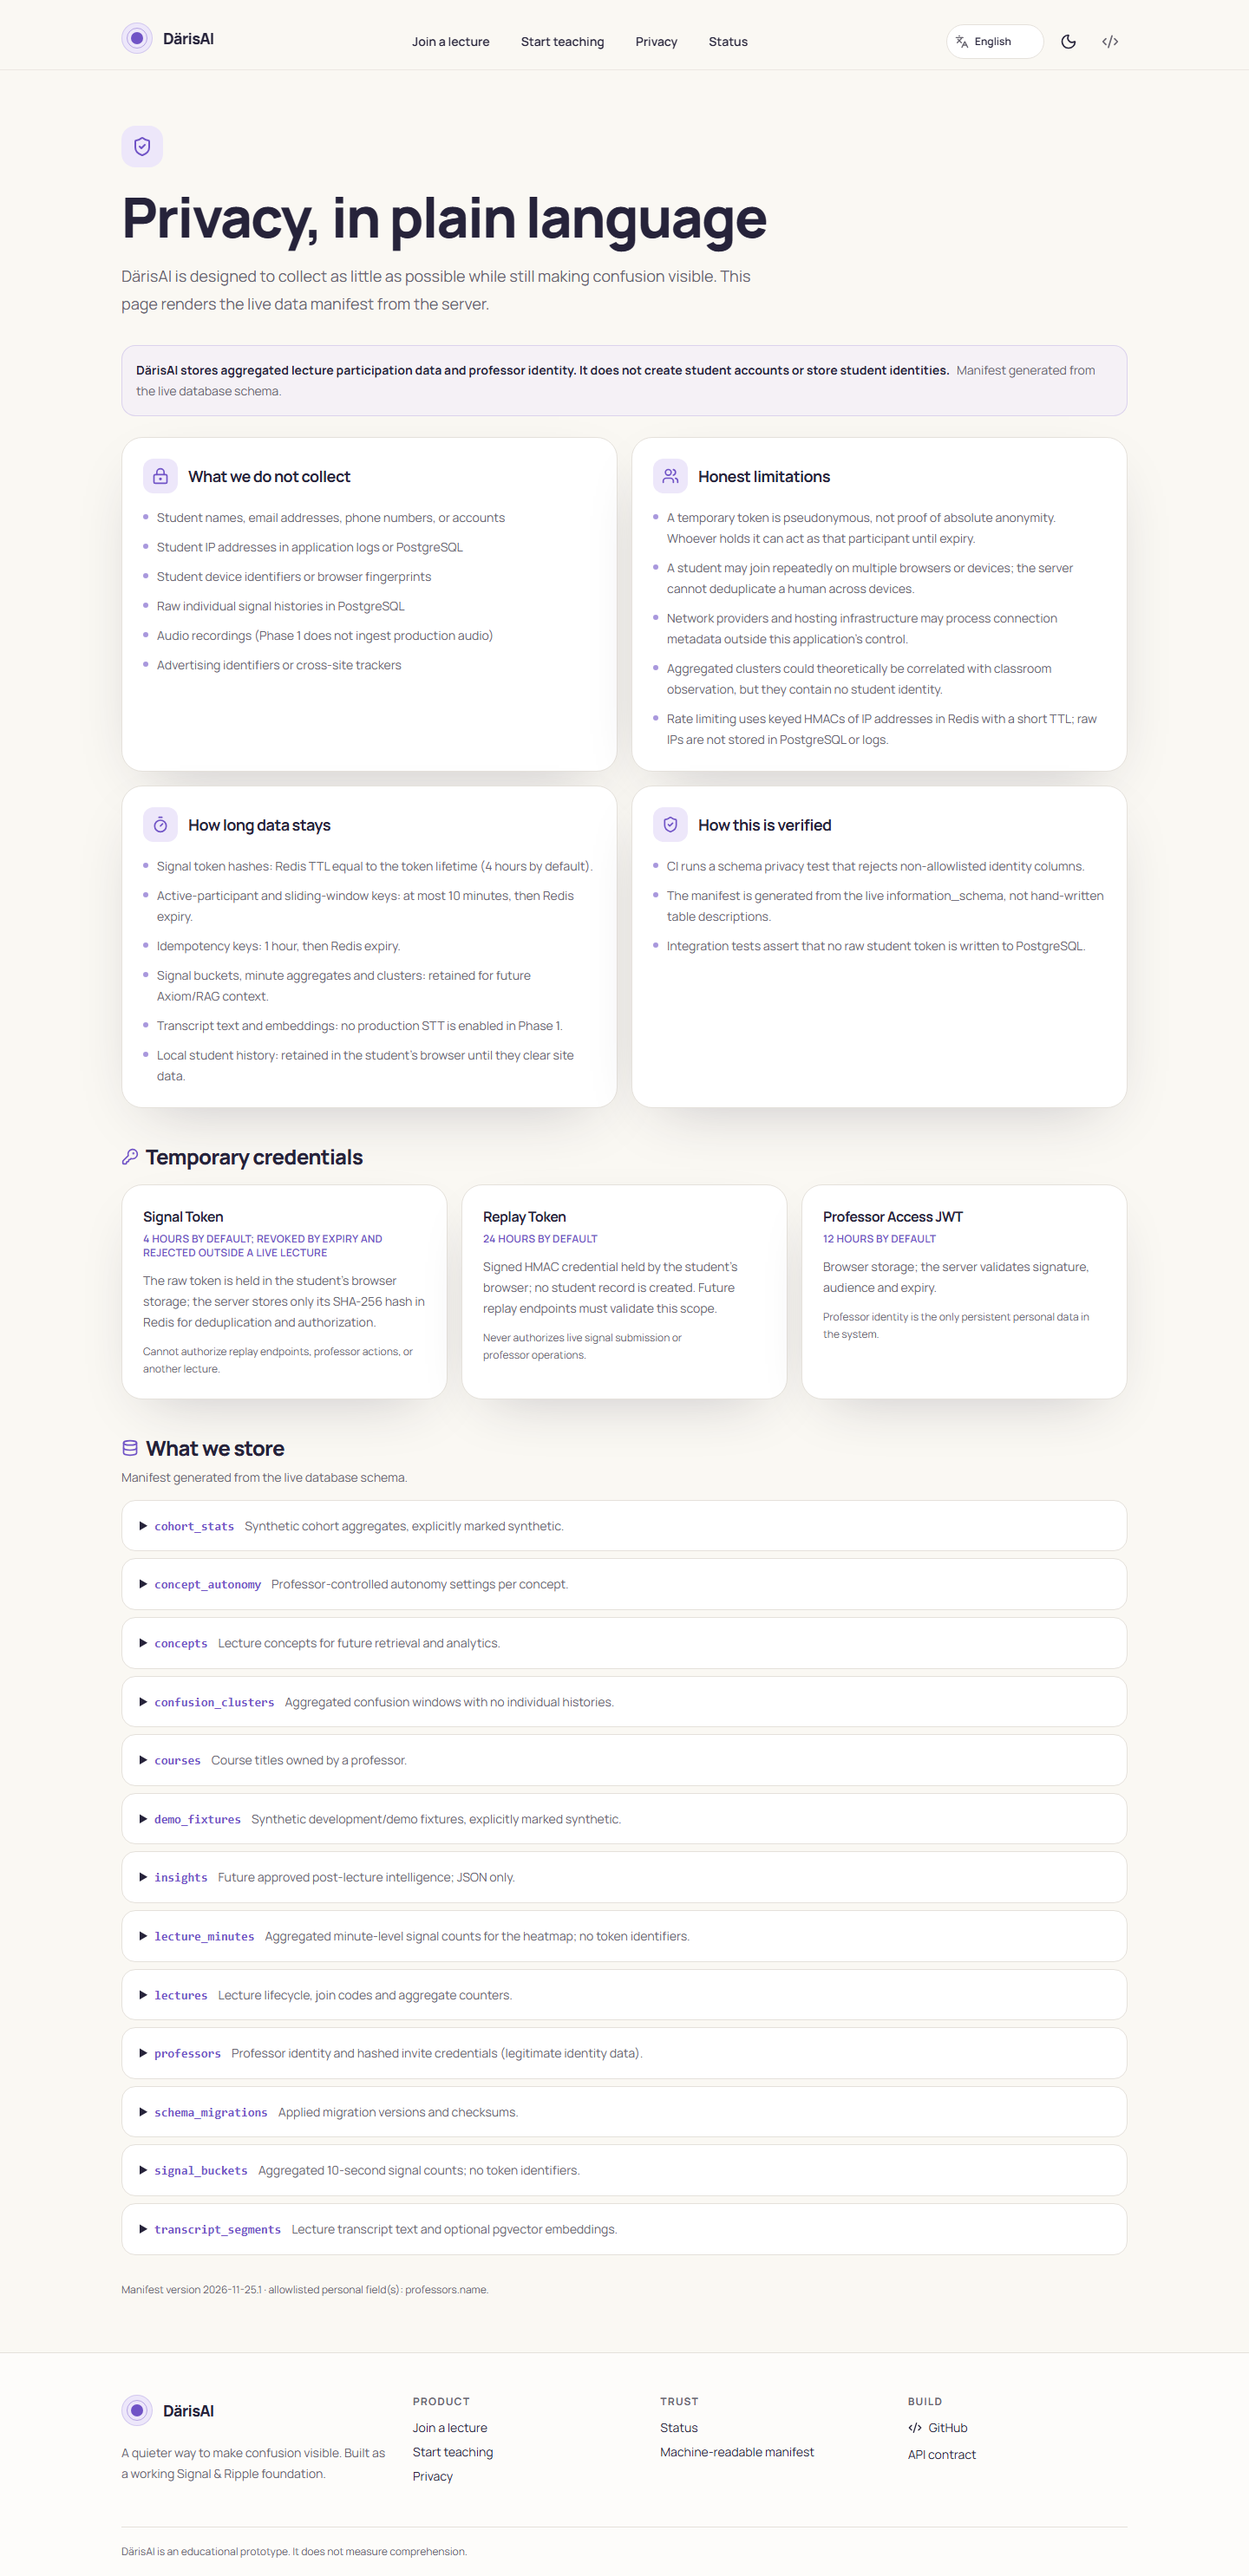 DärisAI
Join a lecture
Start teaching
Privacy
Status
English
Privacy, in plain language
DärisAI is designed to collect as little as possible while still making confusion visible. This
page renders the live data manifest from the server.
DärisAI stores aggregated lecture participation data and professor identity. It does not create student accounts or store student identities. Manifest generated from
the live database schema.
What we do not collect
Student names, email addresses, phone numbers, or accounts
Student IP addresses in application logs or PostgreSQL
Student device identifiers or browser fingerprints
Raw individual signal histories in PostgreSQL
Audio recordings (Phase 1 does not ingest production audio)
Advertising identifiers or cross-site trackers
Honest limitations
A temporary token is pseudonymous, not proof of absolute anonymity.
Whoever holds it can act as that participant until expiry.
A student may join repeatedly on multiple browsers or devices; the server
cannot deduplicate a human across devices.
Network providers and hosting infrastructure may process connection
metadata outside this application's control.
Aggregated clusters could theoretically be correlated with classroom
observation, but they contain no student identity.
Rate limiting uses keyed HMACs of IP addresses in Redis with a short TTL; raw
IPs are not stored in PostgreSQL or logs.
How long data stays
Signal token hashes: Redis TTL equal to the token lifetime (4 hours by default).
Active-participant and sliding-window keys: at most 10 minutes, then Redis
expiry.
Idempotency keys: 1 hour, then Redis expiry.
Signal buckets, minute aggregates and clusters: retained for future
Axiom/RAG context.
Transcript text and embeddings: no production STT is enabled in Phase 1.
Local student history: retained in the student's browser until they clear site
data.
How this is verified
CI runs a schema privacy test that rejects non-allowlisted identity columns.
The manifest is generated from the live information_schema, not hand-written
table descriptions.
Integration tests assert that no raw student token is written to PostgreSQL.
Temporary credentials
Signal Token
4 HOURS BY DEFAULT; REVOKED BY EXPIRY AND
REJECTED OUTSIDE A LIVE LECTURE
The raw token is held in the student's browser
storage; the server stores only its SHA-256 hash in
Redis for deduplication and authorization.
Cannot authorize replay endpoints, professor actions, or
another lecture.
Replay Token
24 HOURS BY DEFAULT
Signed HMAC credential held by the student's
browser; no student record is created. Future
replay endpoints must validate this scope.
Never authorizes live signal submission or
professor operations.
Professor Access JWT
12 HOURS BY DEFAULT
Browser storage; the server validates signature,
audience and expiry.
Professor identity is the only persistent personal data in
the system.
What we store
Manifest generated from the live database schema.
cohort_stats Synthetic cohort aggregates, explicitly marked synthetic.
concept_autonomy Professor-controlled autonomy settings per concept.
concepts Lecture concepts for future retrieval and analytics.
confusion_clusters Aggregated confusion windows with no individual histories.
courses Course titles owned by a professor.
demo_fixtures Synthetic development/demo fixtures, explicitly marked synthetic.
insights Future approved post-lecture intelligence; JSON only.
lecture_minutes Aggregated minute-level signal counts for the heatmap; no token identifiers.
lectures Lecture lifecycle, join codes and aggregate counters.
professors Professor identity and hashed invite credentials (legitimate identity data).
schema_migrations Applied migration versions and checksums.
signal_buckets Aggregated 10-second signal counts; no token identifiers.
transcript_segments Lecture transcript text and optional pgvector embeddings.
Manifest version 2026-11-25.1 · allowlisted personal field(s): professors.name.
DärisAI
A quieter way to make confusion visible. Built as
a working Signal & Ripple foundation.
PRODUCT
Join a lecture
Start teaching
Privacy
TRUST
Status
Machine-readable manifest
BUILD
GitHub
API contract
DärisAI is an educational prototype. It does not measure comprehension.